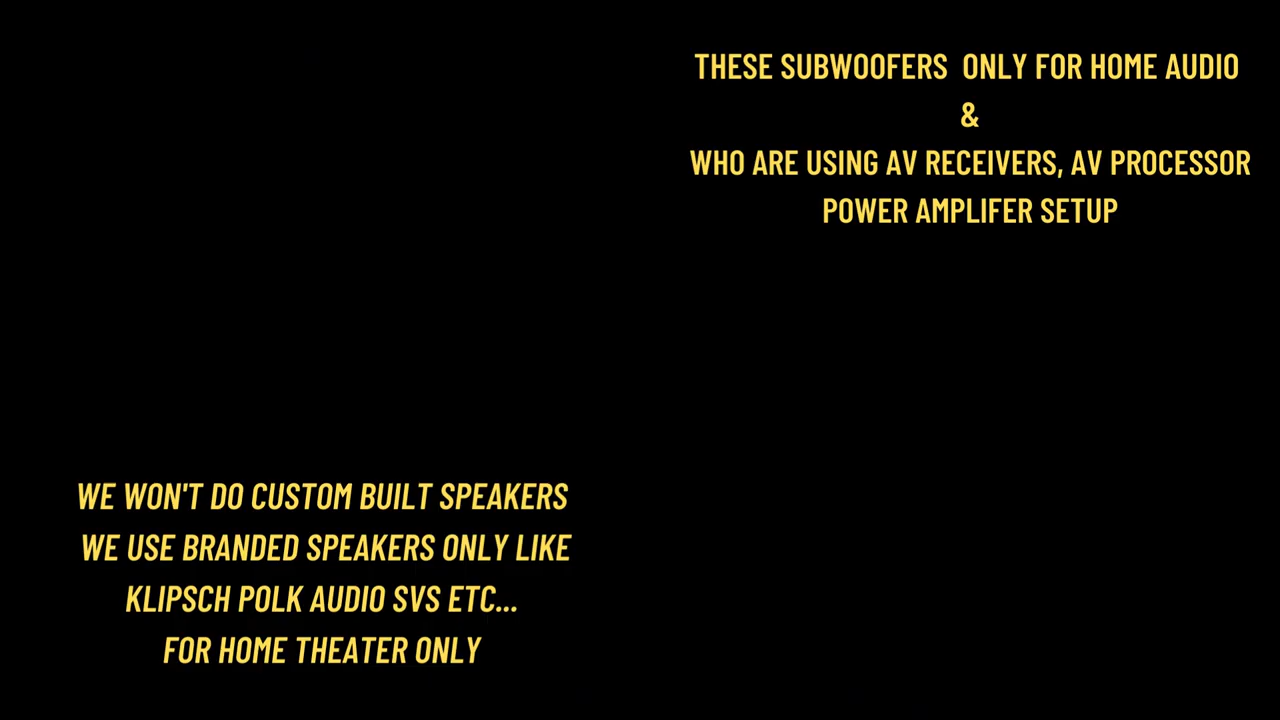 THESE SUBWOOFERS ONLY FOR HOME AUDIO
&
WHO ARE USING AV RECEIVERS, AV PROCESSOR
POWER AMPLIFER SETUP
WE WON'T DO CUSTOM BUILT SPEAKERS
WE USE BRANDED SPEAKERS ONLY LIKE
KLIPSCH POLK AUDIO SVS ETC...
FOR HOME THEATER ONLY